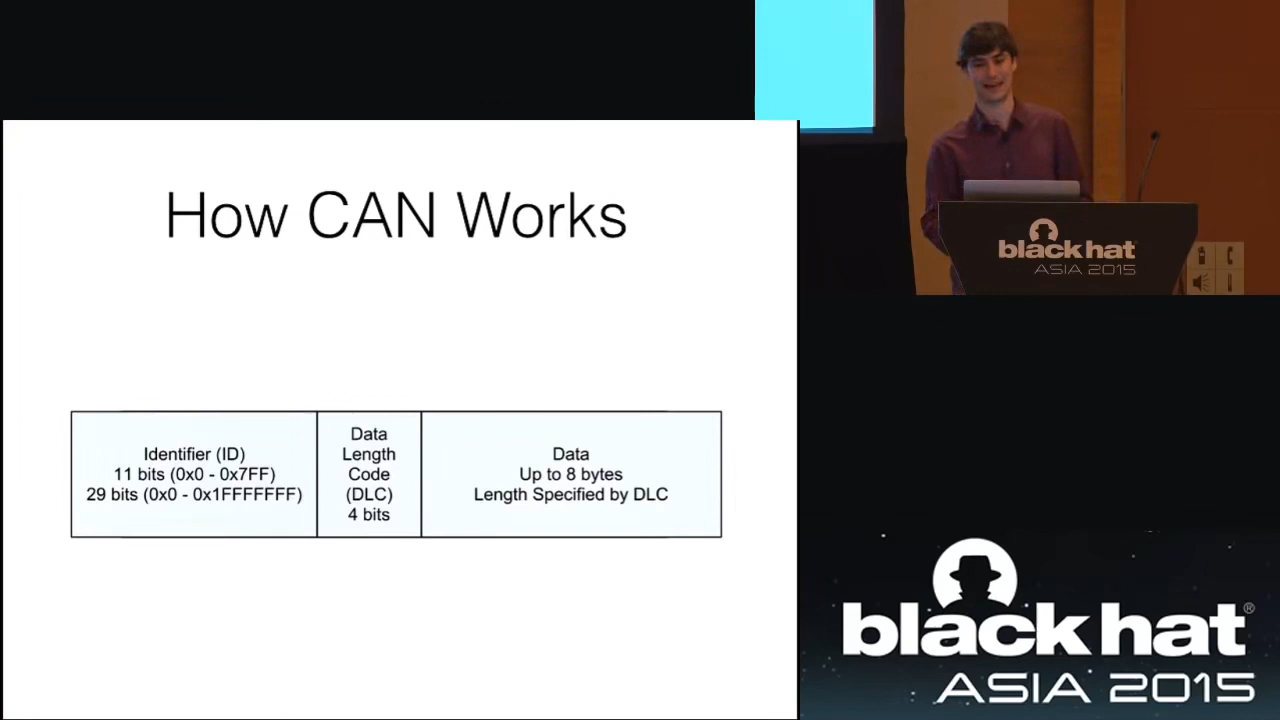 How CAN Works
Identifier (ID)
11 bits (0x0 - 0x7FF)
29 bits (0x0 - 0x1FFFFFFF)
Data
Length
Code
(DLC)
4 bits
Data
Up to 8 bytes
Length Specified by DLC
black hat
ASIA 2015
black hat®
ASIA 2015